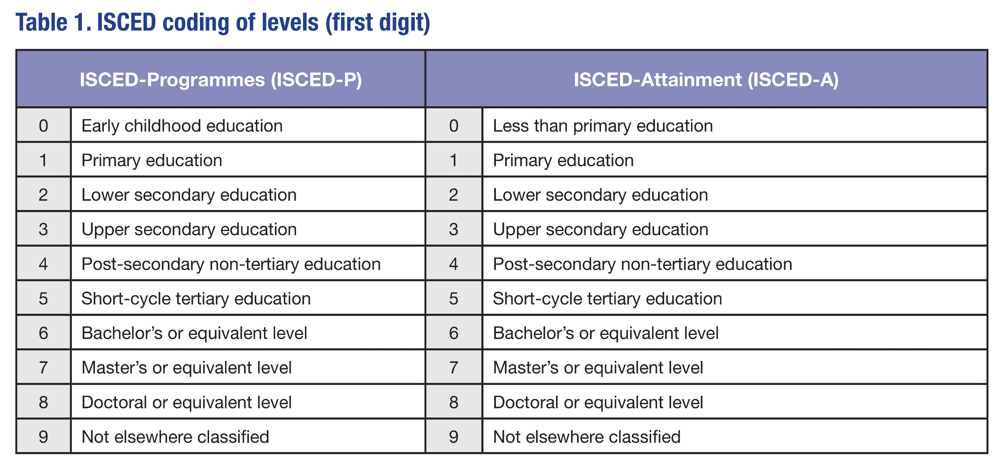 Table 1. ISCED coding of levels (first digit)
ISCED-Programmes (ISCED-P) ISCED-Attainment (ISCED-A)
0 Early childhood education 0 Less than primary education
1 Primary education 1 Primary education
2 Lower secondary education 2 Lower secondary education
3 Upper secondary education 3 Upper secondary education
4 Post-secondary non-tertiary education 4 Post-secondary non-tertiary education
5 Short-cycle tertiary education 5 Short-cycle tertiary education
6 Bachelor’s or equivalent level 6 Bachelor’s or equivalent level
7 Master’s or equivalent level 7 Master’s or equivalent level
8 Doctoral or equivalent level 8 Doctoral or equivalent level
9 Not elsewhere classified 9 Not elsewhere classified